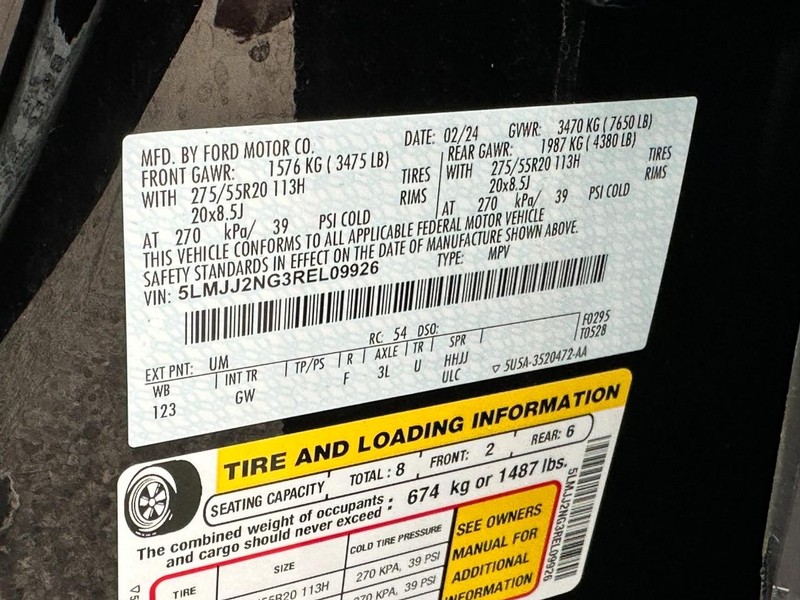 MFD. BY FORD MOTOR CO. DATE: 02/24 GVWR: 3470 KG ( 7650 LB)
FRONT GAWR: 1576 KG ( 3475 LB) REAR GAWR: 1987 KG ( 4380 LB)
WITH 275/55R20 113H TIRES WITH 275/55R20 113H TIRES
20x8.5J RIMS 20x8.5J RIMS
AT 270 kPa/ 39 PSI COLD AT 270 kPa/ 39 PSI COLD
THIS VEHICLE CONFORMS TO ALL APPLICABLE FEDERAL MOTOR VEHICLE
SAFETY STANDARDS IN EFFECT ON THE DATE OF MANUFACTURE SHOWN ABOVE.
VIN: 5LMJJ2NG3REL09926 TYPE: MPV
F0295
T0528
EXT PNT: UM RC: 54 DSO:
WB INT TR TP/PS R AXLE TR SPR
123 GW F 3L U HHJJ
ULC
5U5A-3520472-AA
TIRE AND LOADING INFORMATION
SEATING CAPACITY TOTAL : 8 FRONT: 2 REAR: 6
The combined weight of occupants
and cargo should never exceed : 674 kg or 1487 lbs.
TIRE SIZE COLD TIRE PRESSURE
55R20 113H 270 KPA, 39 PSI
270 KPA, 39 PSI
SEE OWNERS
MANUAL FOR
ADDITIONAL
INFORMATION
5LMJJ2NG3REL09926